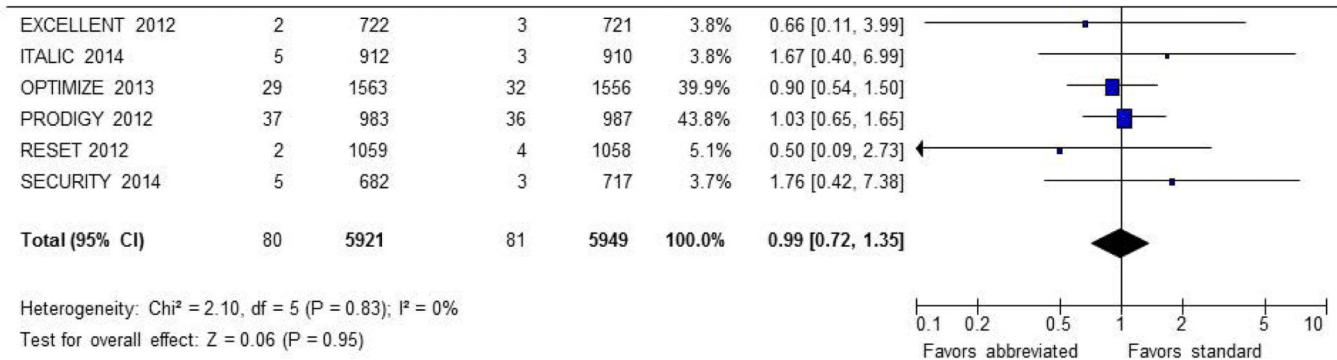 EXCELLENT 2012 2 722 3 721 3.8% 0.66 [0.11, 3.99]
ITALIC 2014 5 912 3 910 3.8% 1.67 [0.40, 6.99]
OPTIMIZE 2013 29 1563 32 1556 39.9% 0.90 [0.54, 1.50]
PRODIGY 2012 37 983 36 987 43.8% 1.03 [0.65, 1.65]
RESET 2012 2 1059 4 1058 5.1% 0.50 [0.09, 2.73]
SECURITY 2014 5 682 3 717 3.7% 1.76 [0.42, 7.38]
Total (95% CI) 80 5921 81 5949 100.0% 0.99 [0.72, 1.35]
Heterogeneity: Chi² = 2.10, df = 5 (P = 0.83); I² = 0%
Test for overall effect: Z = 0.06 (P = 0.95)
0.1 0.2 0.5 1 2 5 10
Favors abbreviated Favors standard